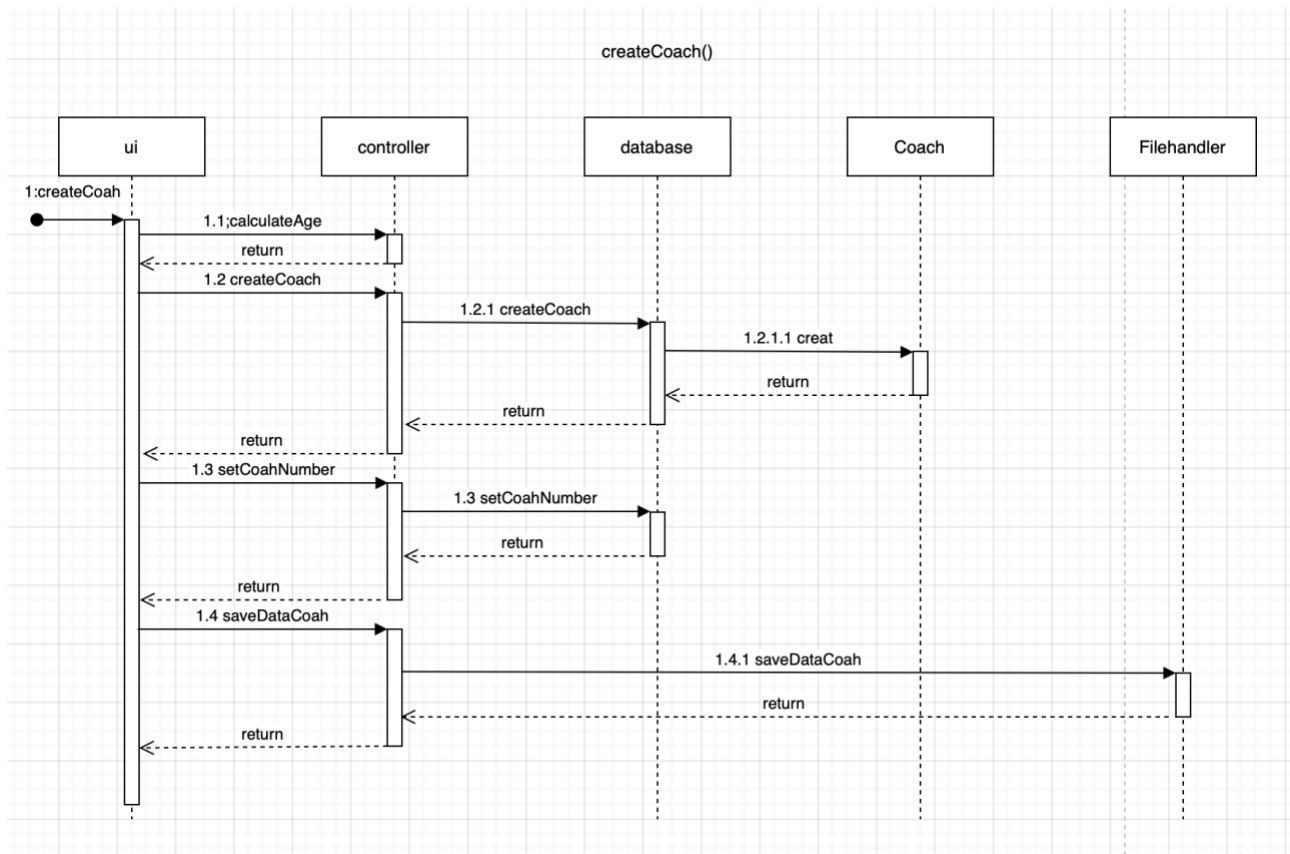 createCoach()
ui
controller
database
Coach
Filehandler
1:createCoah
1.1;calculateAge
return
1.2 createCoach
1.2.1 createCoach
1.2.1.1 creat
return
return
return
1.3 setCoahNumber
1.3 setCoahNumber
return
return
1.4 saveDataCoah
1.4.1 saveDataCoah
return
return